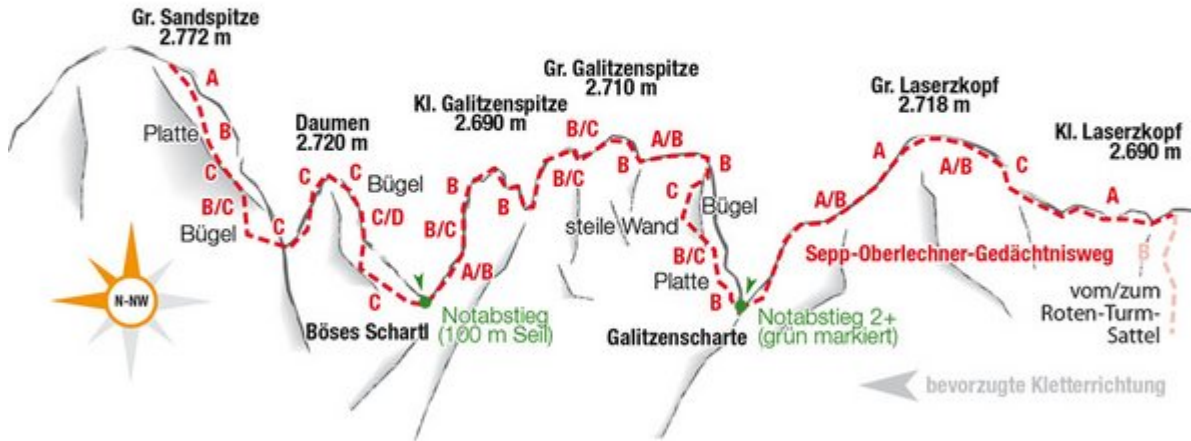 Gr. Sandspitze
2.772 m
A
Platte
B
C
B/C
Bügel
C
Daumen
2.720 m
C
C
Bügel
C/D
C
Böses Schartl
Notabstieg
(100 m Seil)
Kl. Galitzenspitze
2.690 m
B
B
B/C
A/B
Gr. Galitzenspitze
2.710 m
B/C
B/C
B
A/B
B
C
Bügel
steile Wand
B/C
Platte
B
Galitzenscharte
Notabstieg 2+
(grün markiert)
Gr. Laserzkopf
2.718 m
A
A/B
A/B
C
Kl. Laserzkopf
2.690 m
A
Sepp-Oberlechner-Gedächtnisweg
B
vom/zum
Roten-Turm-
Sattel
N-NW
bevorzugte Kletterrichtung